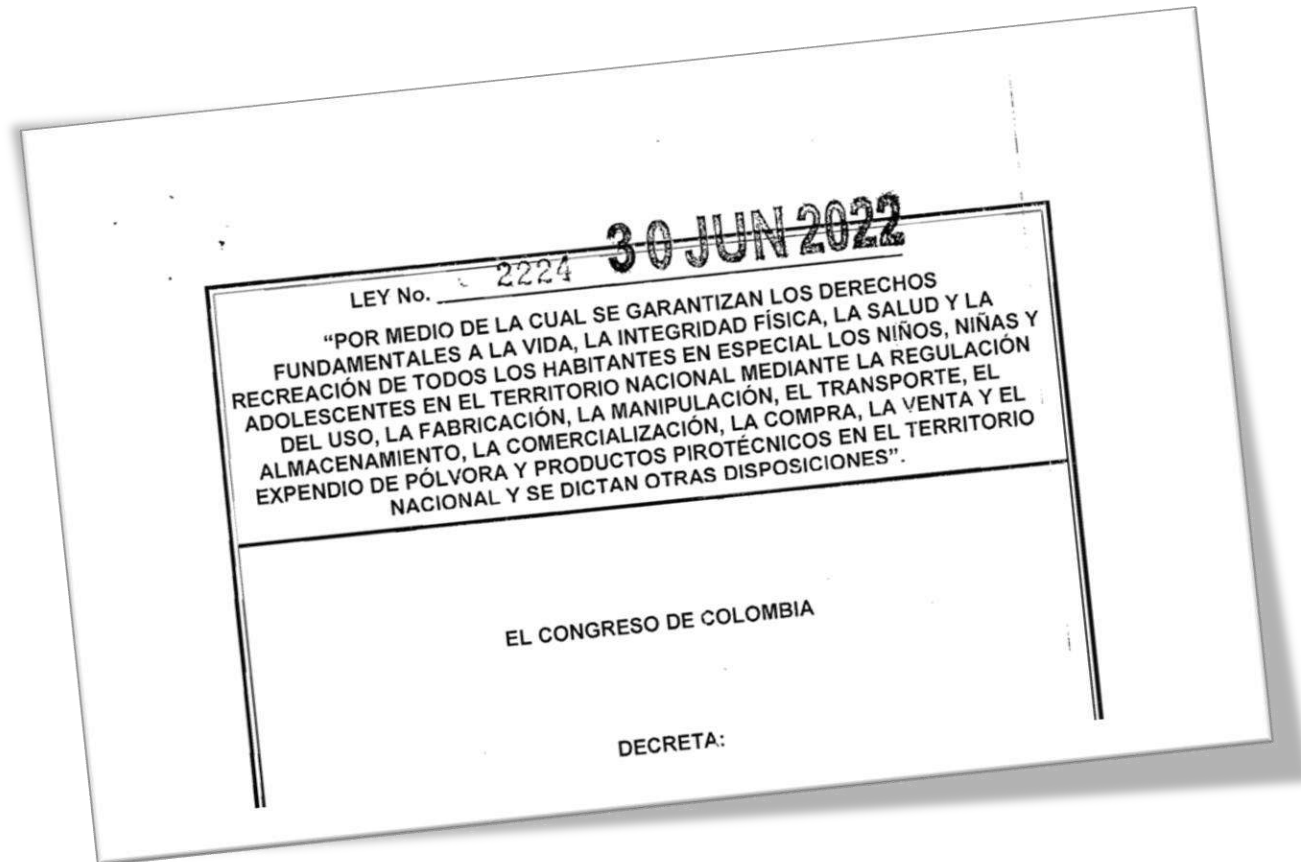 LEY No. 2224 30 JUN 2022
“POR MEDIO DE LA CUAL SE GARANTIZAN LOS DERECHOS
FUNDAMENTALES A LA VIDA, LA INTEGRIDAD FÍSICA, LA SALUD Y LA
RECREACIÓN DE TODOS LOS HABITANTES EN ESPECIAL LOS NIÑOS, NIÑAS Y
ADOLESCENTES EN EL TERRITORIO NACIONAL MEDIANTE LA REGULACIÓN
DEL USO, LA FABRICACIÓN, LA MANIPULACIÓN, EL TRANSPORTE, EL
ALMACENAMIENTO, LA COMERCIALIZACIÓN, LA COMPRA, LA VENTA Y EL
EXPENDIO DE PÓLVORA Y PRODUCTOS PIROTÉCNICOS EN EL TERRITORIO
NACIONAL Y SE DICTAN OTRAS DISPOSICIONES”.
EL CONGRESO DE COLOMBIA
DECRETA: